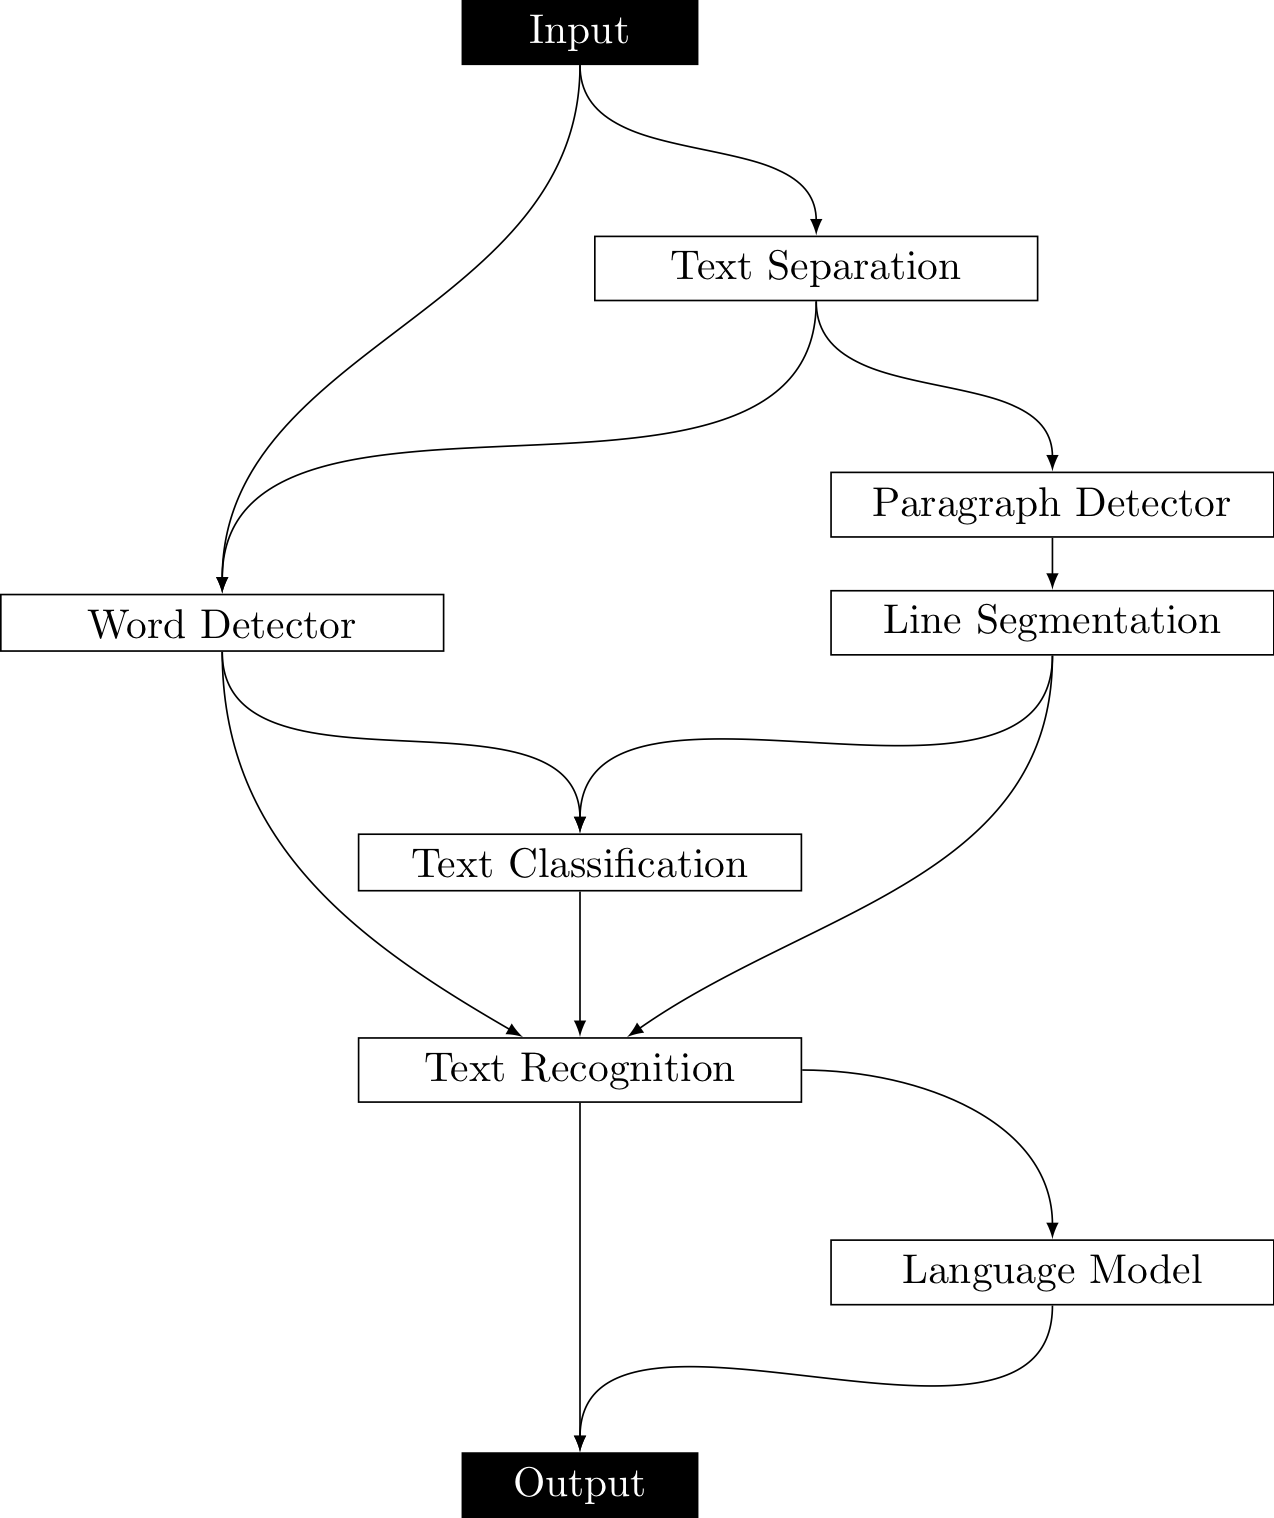 Input
Text Separation
Paragraph Detector
Word Detector
Line Segmentation
Text Classification
Text Recognition
Language Model
Output